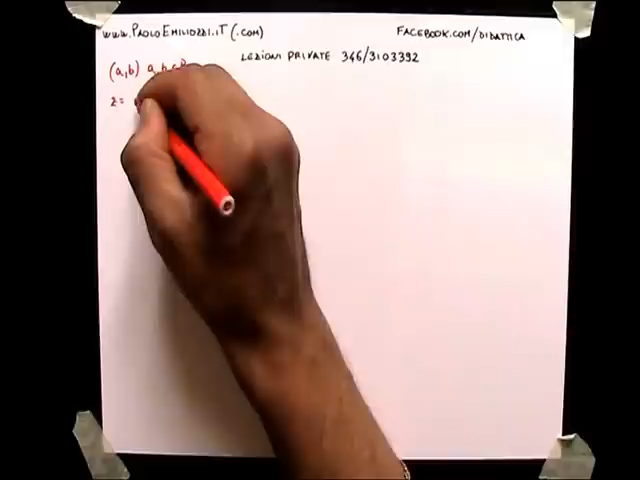 www.PaoloEmiliozzi.iT (.com)
Facebook.com/didattica
Lezioni private 346/3103392
(a,b) a,b ∈ R
z =